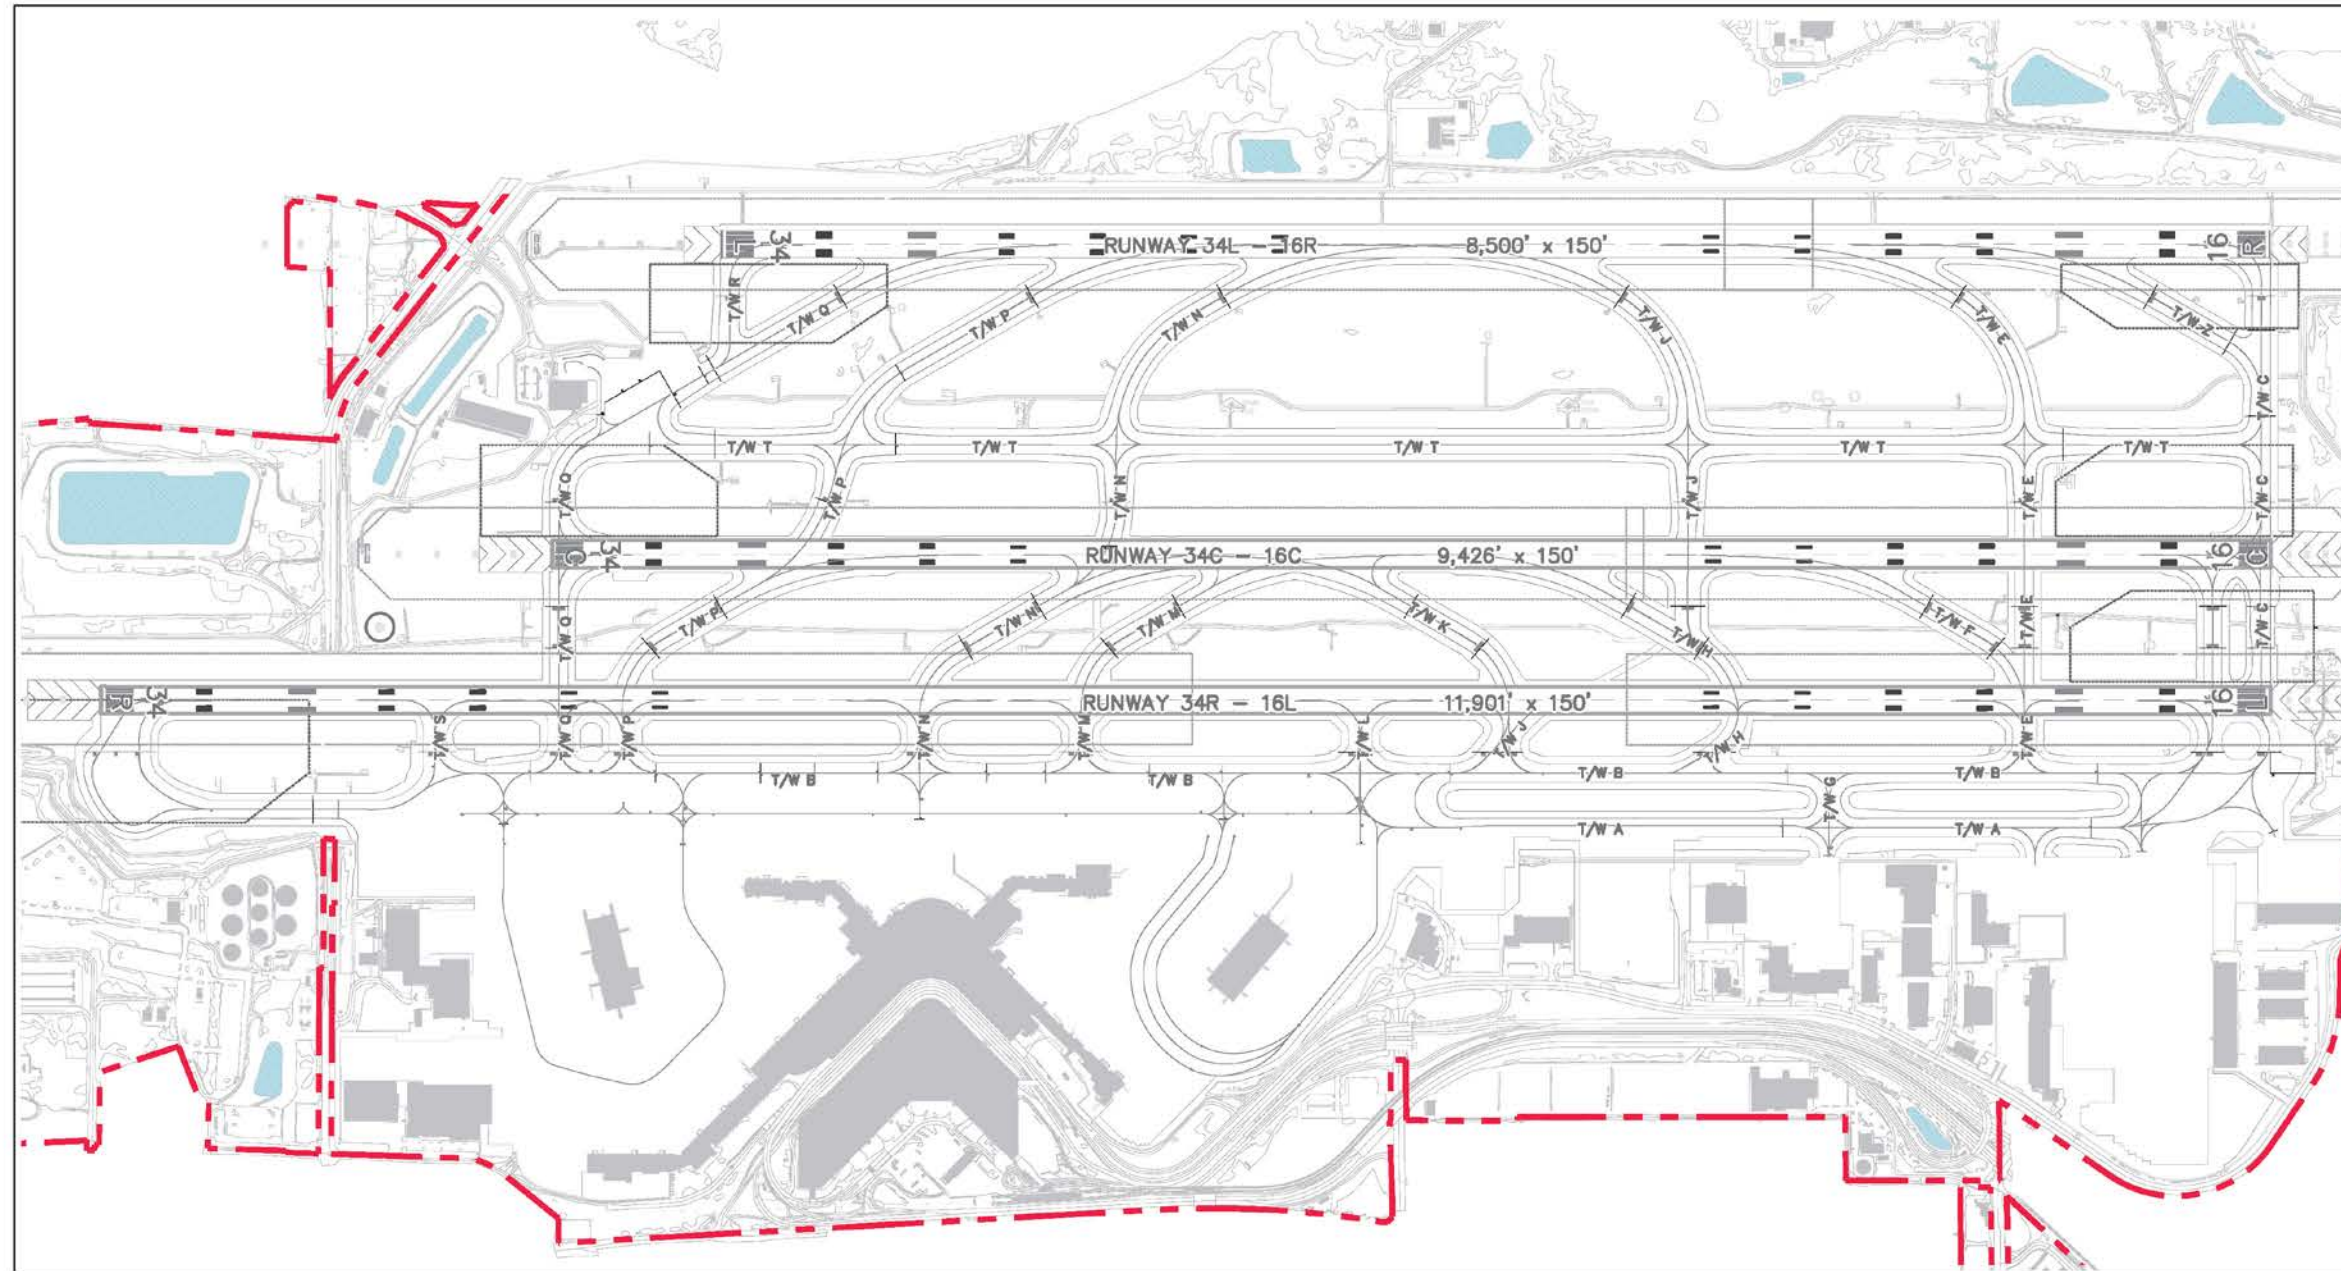 L
34
RUNWAY 34L - 16R
8,500' x 150'
16
R
T/W R
T/W Q
T/W P
T/W N
T/W J
T/W E
T/W Z
T/W C
T/W T
T/W T
T/W T
T/W T
T/W T
T/W Q
T/W P
T/W N
T/W J
T/W E
T/W C
C
34
RUNWAY 34C - 16C
9,426' x 150'
16
C
T/W Q
T/W P
T/W N
T/W M
T/W K
T/W H
T/W F
T/W E
T/W C
R
34
RUNWAY 34R - 16L
11,901' x 150'
16
L
T/W S
T/W Q
T/W P
T/W N
T/W M
T/W L
T/W J
T/W H
T/W E
T/W B
T/W B
T/W B
T/W B
T/W G
T/W A
T/W A